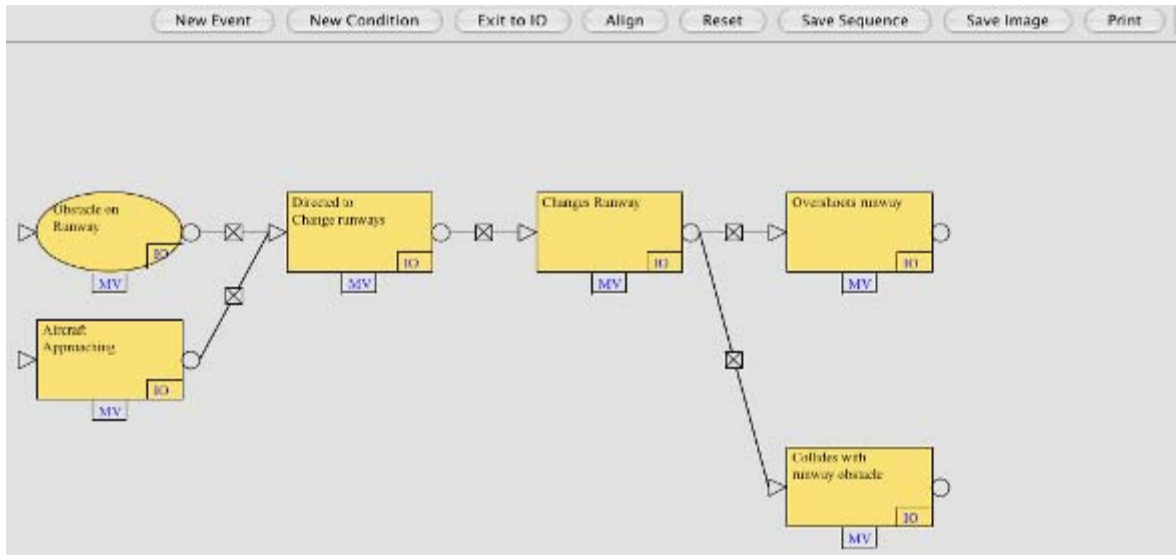 New Event
New Condition
Exit to IO
Align
Reset
Save Sequence
Save Image
Print
Obstacle on
Runway
IO
MV
Directed to
Change runways
IO
MV
Changes Runway
IO
MV
Overshoots runway
IO
MV
Aircraft
Approaching
IO
MV
Collides with
runway obstacle
IO
MV